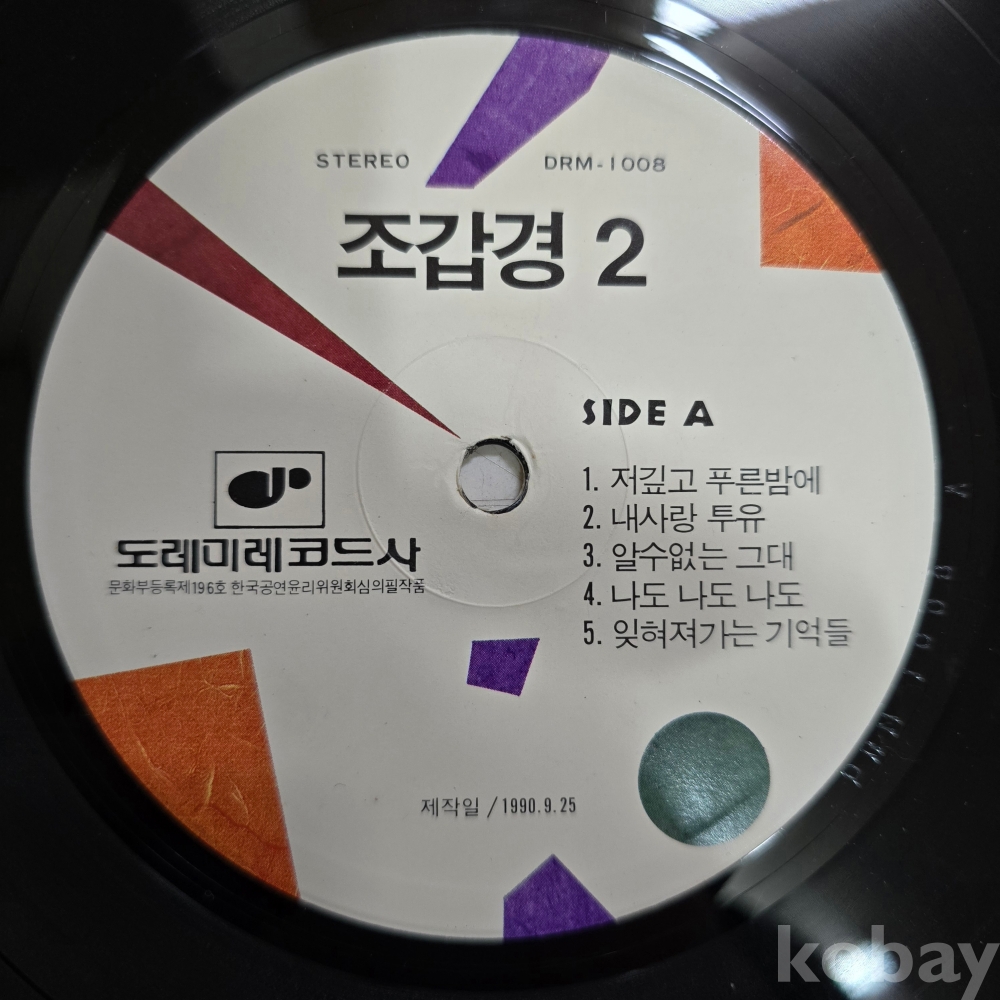 STEREO DRM-1008
조갑경 2
SIDE A
1. 저깊고 푸른밤에
2. 내사랑 투유
3. 알수없는 그대
4. 나도 나도 나도
5. 잊혀져가는 기억들
도레미레코드사
문화부등록제196호 한국공연윤리위원회심의필작품
제작일 / 1990.9.25
DRM 1008 A
kobay